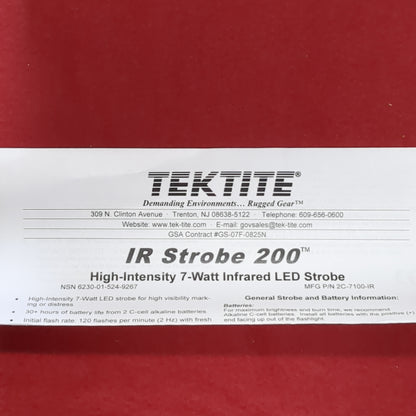 TEKTITE®
Demanding Environments... Rugged Gear™
309 N. Clinton Avenue · Trenton, NJ 08638-5122 · Telephone: 609-656-0600
Website: www.tek-tite.com · E-mail: govsales@tek-tite.com
GSA Contract #GS-07F-0825N
IR Strobe 200™
High-Intensity 7-Watt Infrared LED Strobe
NSN 6230-01-524-9267 MFG P/N 2C-7100-IR
• High-Intensity 7-Watt LED strobe for high visibility mark-
ing or distress
• 30+ hours of battery life from 2 C-cell alkaline batteries
• Initial flash rate: 120 flashes per minute (2 Hz) with fresh
General Strobe and Battery Information:
Batteries:
For maximum brightness and burn time, we recommend
Alkaline C-cell batteries. Install all batteries with the positive (+)
end facing up out of the flashlight.